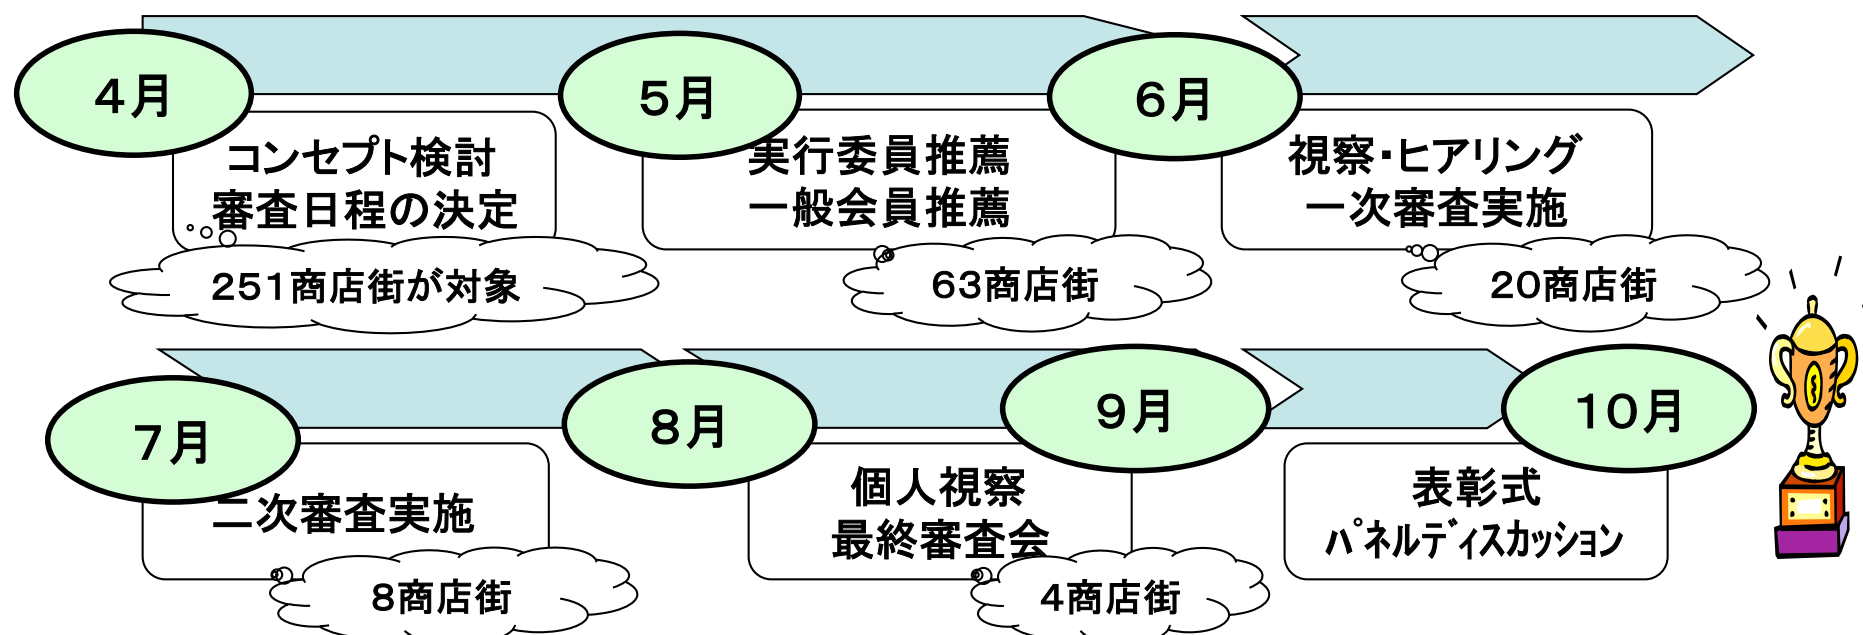 ４月
コンセプト検討
審査日程の決定
251商店街が対象
５月
実行委員推薦
一般会員推薦
63商店街
６月
視察・ヒアリング
一次審査実施
20商店街
７月
二次審査実施
8商店街
８月
９月
個人視察
最終審査会
4商店街
１０月
表彰式
ﾊﾟﾈﾙﾃﾞｨｽｶｯｼｮﾝ